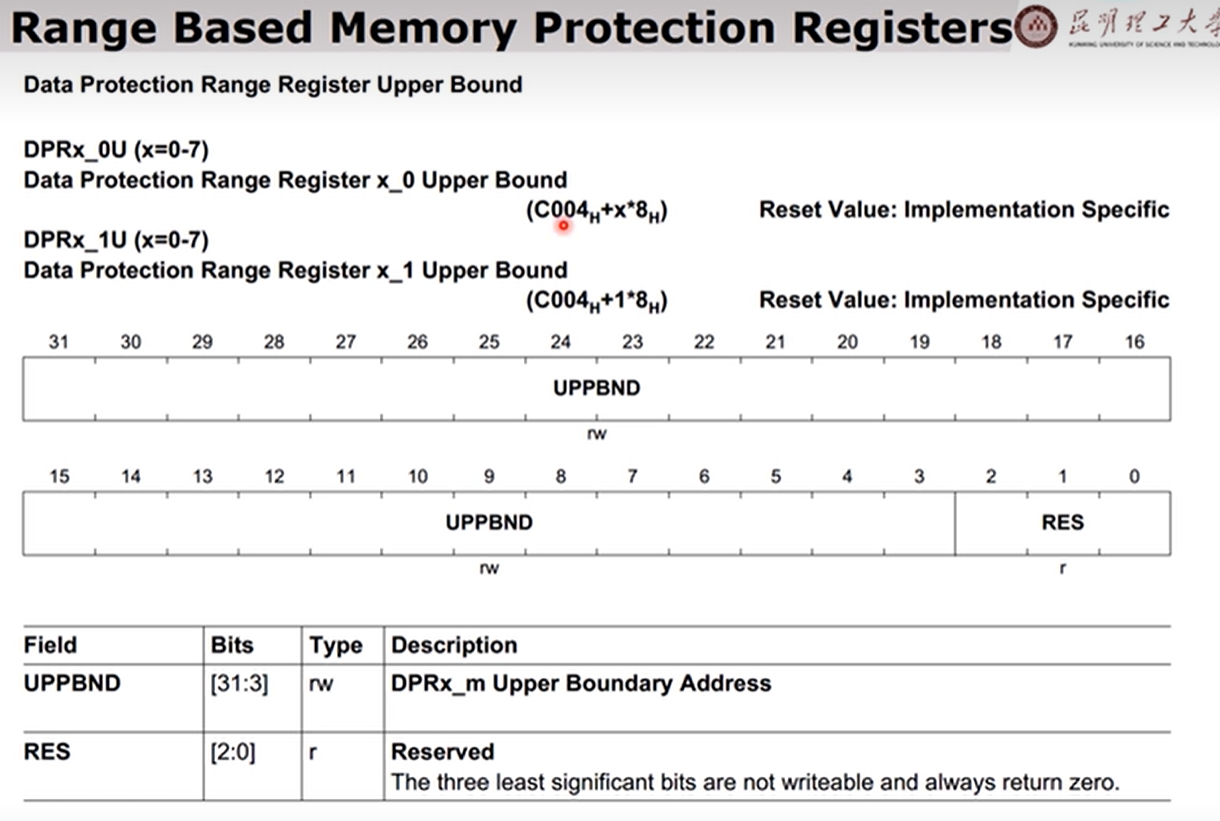 Range Based Memory Protection Registers
昆明理工大学
KUNMING UNIVERSITY OF SCIENCE AND TECHNOLOGY
Data Protection Range Register Upper Bound
DPRx_0U (x=0-7)
Data Protection Range Register x_0 Upper Bound
(C004H+x*8H) Reset Value: Implementation Specific
DPRx_1U (x=0-7)
Data Protection Range Register x_1 Upper Bound
(C004H+1*8H) Reset Value: Implementation Specific
31 30 29 28 27 26 25 24 23 22 21 20 19 18 17 16
UPPBND
rw
15 14 13 12 11 10 9 8 7 6 5 4 3 2 1 0
UPPBND RES
rw r
Field Bits Type Description
UPPBND [31:3] rw DPRx_m Upper Boundary Address
RES [2:0] r Reserved
The three least significant bits are not writeable and always return zero.